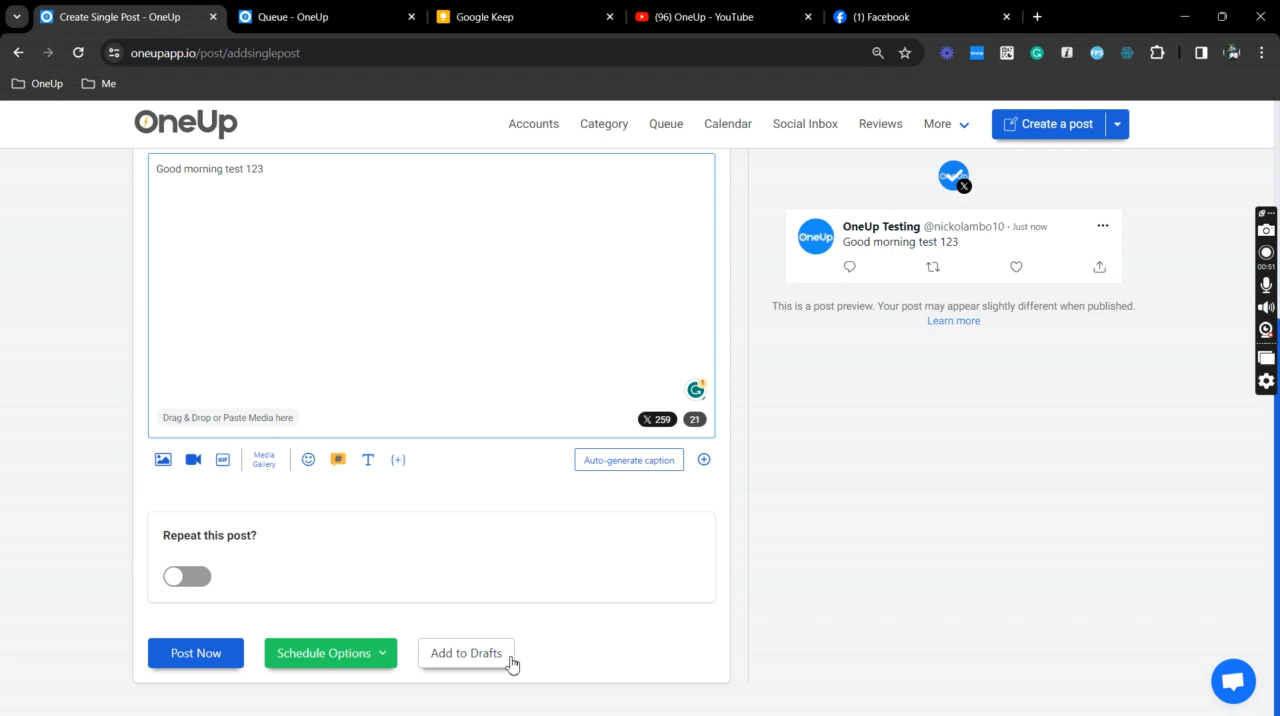 Create Single Post - OneUp
Queue - OneUp
Google Keep
(96) OneUp - YouTube
(1) Facebook
oneupapp.io/post/addsinglepost
OneUp
Me
OneUp
Accounts
Category
Queue
Calendar
Social Inbox
Reviews
More
Create a post
Good morning test 123
OneUp Testing @nickolambo10 · Just now
Good morning test 123
OneUp
This is a post preview. Your post may appear slightly different when published.
Learn more
00:51
Drag & Drop or Paste Media here
X 259
21
GIF
Media
Gallery
#
T
{+}
Auto-generate caption
Repeat this post?
Post Now
Schedule Options
Add to Drafts